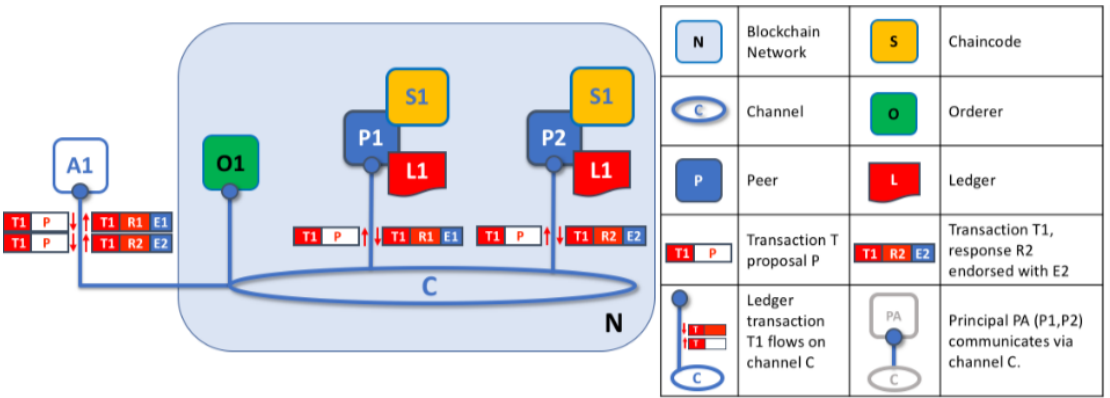 S1
P1
L1
S1
P2
L1
A1
O1
T1 P
T1 R1 E1
T1 P
T1 R2 E2
T1 P
T1 R1 E1
T1 P
T1 R2 E2
C
N
N
Blockchain
Network
S
Chaincode
C
Channel
O
Orderer
P
Peer
L
Ledger
T1 P
Transaction T
proposal P
T1 R2 E2
Transaction T1,
response R2
endorsed with E2
T
T
C
Ledger
transaction
T1 flows on
channel C
PA
C
Principal PA (P1,P2)
communicates via
channel C.